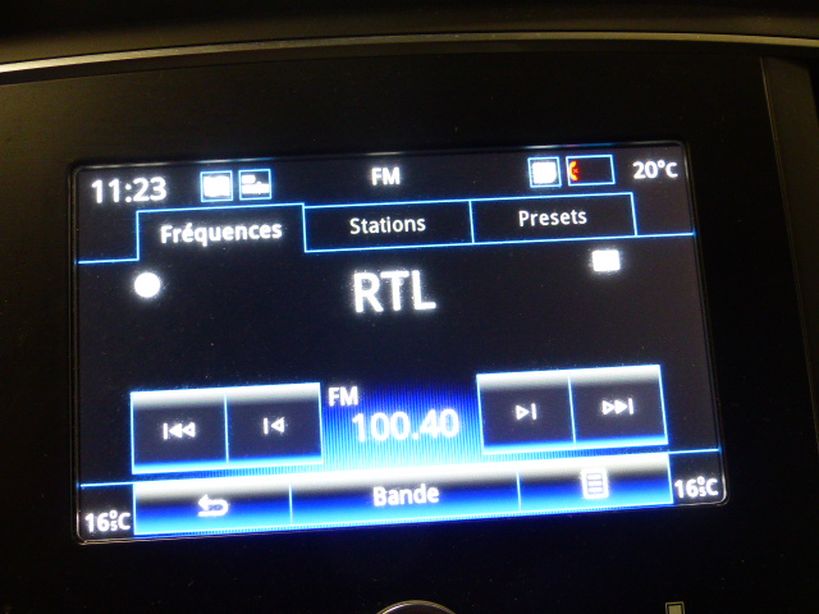 11:23 FM 20°C
Fréquences Stations Presets
RTL
FM
100.40
16°C Bande 16°C